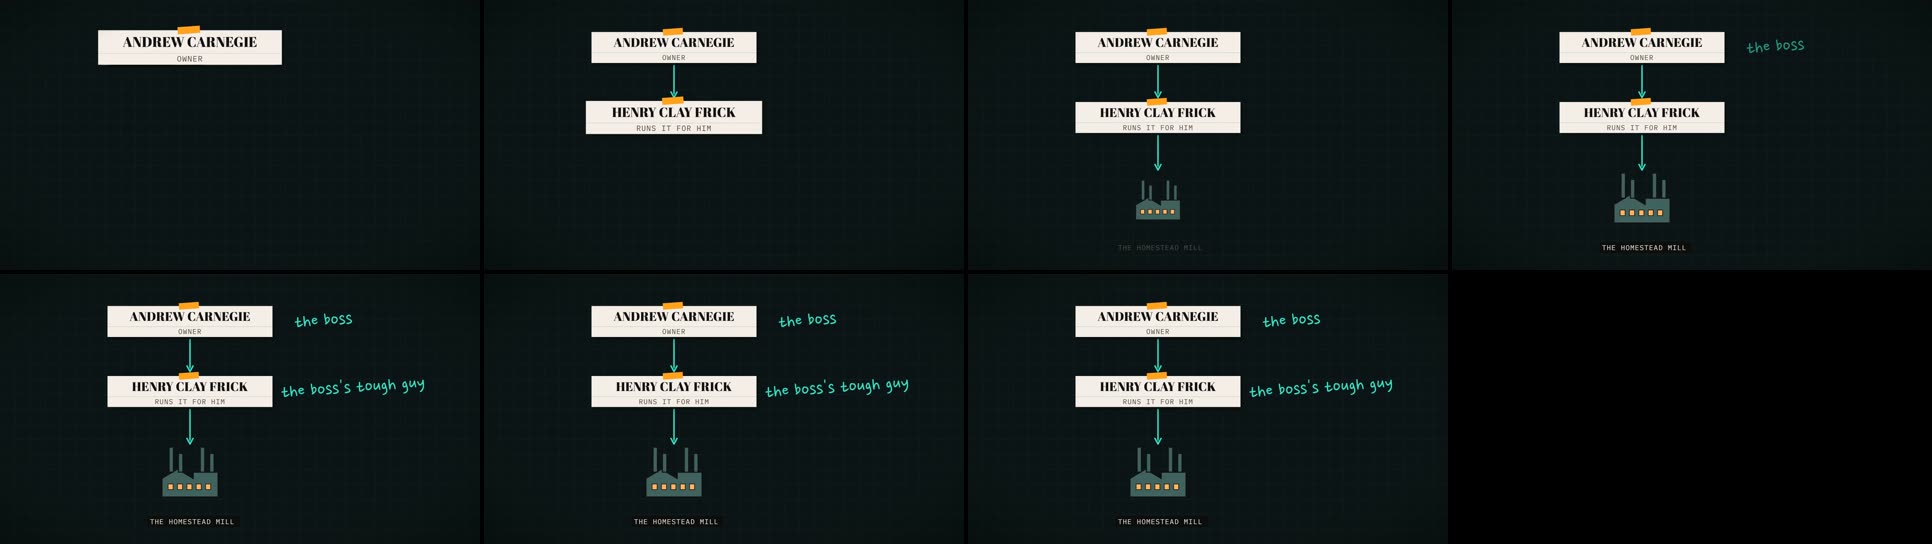 ANDREW CARNEGIE
OWNER
ANDREW CARNEGIE
OWNER
HENRY CLAY FRICK
RUNS IT FOR HIM
ANDREW CARNEGIE
OWNER
HENRY CLAY FRICK
RUNS IT FOR HIM
THE HOMESTEAD MILL
ANDREW CARNEGIE
OWNER
the boss
HENRY CLAY FRICK
RUNS IT FOR HIM
THE HOMESTEAD MILL
ANDREW CARNEGIE
OWNER
the boss
HENRY CLAY FRICK
RUNS IT FOR HIM
the boss's tough guy
THE HOMESTEAD MILL
ANDREW CARNEGIE
OWNER
the boss
HENRY CLAY FRICK
RUNS IT FOR HIM
the boss's tough guy
THE HOMESTEAD MILL
ANDREW CARNEGIE
OWNER
the boss
HENRY CLAY FRICK
RUNS IT FOR HIM
the boss's tough guy
THE HOMESTEAD MILL